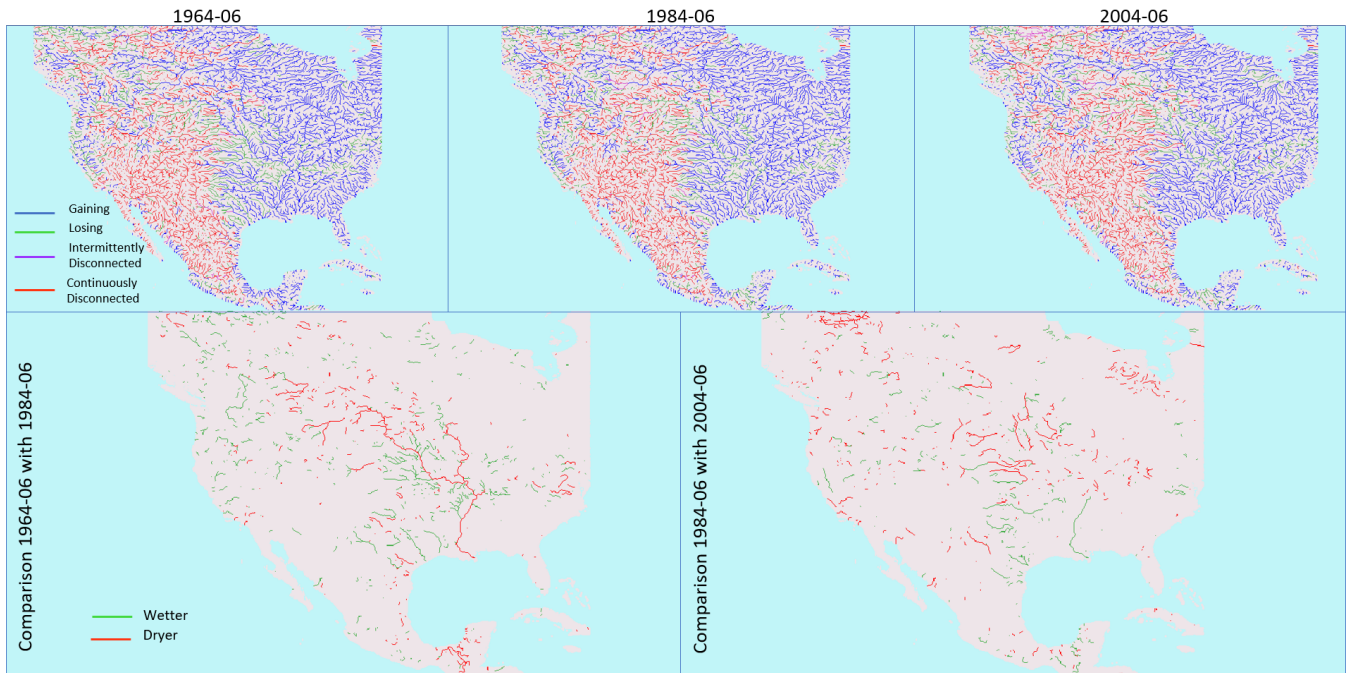 1964-06
1984-06
2004-06
Gaining
Losing
Intermittently
Disconnected
Continuously
Disconnected
Comparison 1964-06 with 1984-06
Wetter
Dryer
Comparison 1984-06 with 2004-06